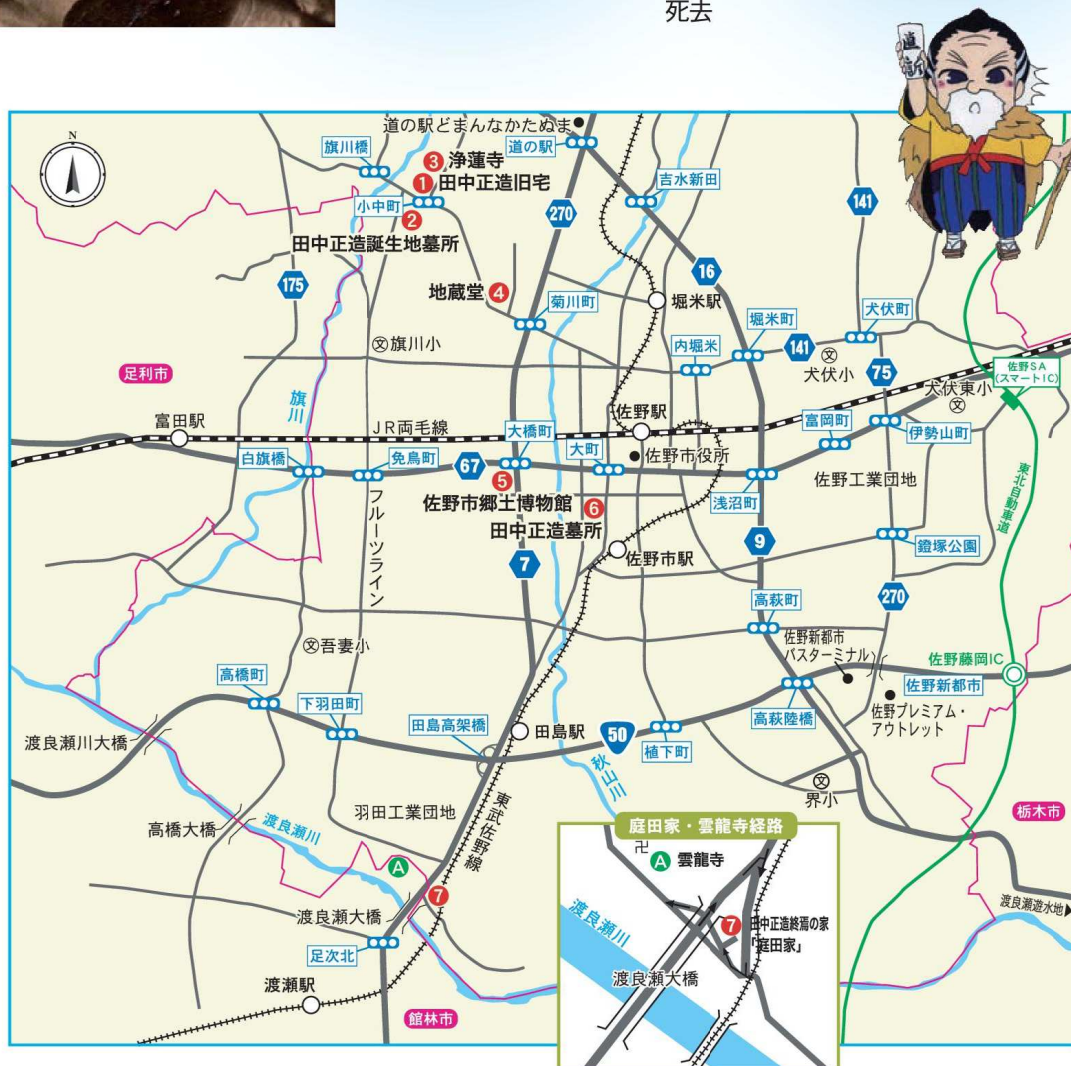 死去
直訴
N
道の駅どまんなかたぬま
旗川橋
道の駅
3 浄蓮寺
1 田中正造旧宅
小中町
2
田中正造誕生地墓所
吉水新田
270
141
175
16
地蔵堂 4
菊川町
堀米駅
堀米町
犬伏町
内堀米
141
犬伏小
75
佐野SA
(スマートIC)
犬伏東小
文旗川小
足利市
旗川
富田駅
JR両毛線
大橋町
佐野駅
富岡町
伊勢山町
白旗橋
免鳥町
67
大町
佐野市役所
東北自動車道
5
佐野市郷土博物館
6
田中正造墓所
浅沼町
佐野工業団地
フルーツライン
佐野市駅
7
9
鐙塚公園
高萩町
270
文吾妻小
佐野新都市
バスターミナル
佐野藤岡IC
佐野新都市
高橋町
下羽田町
田島高架橋
田島駅
50
植下町
高萩陸橋
佐野プレミアム・
アウトレット
渡良瀬川大橋
秋山川
文
界小
羽田工業団地
東武佐野線
栃木市
高橋大橋
渡良瀬川
A
7
渡良瀬大橋
足次北
渡瀬駅
館林市
渡良瀬遊水地
庭田家・雲龍寺経路
卍
A 雲龍寺
渡良瀬川
7 田中正造終焉の家
「庭田家」
渡良瀬大橋